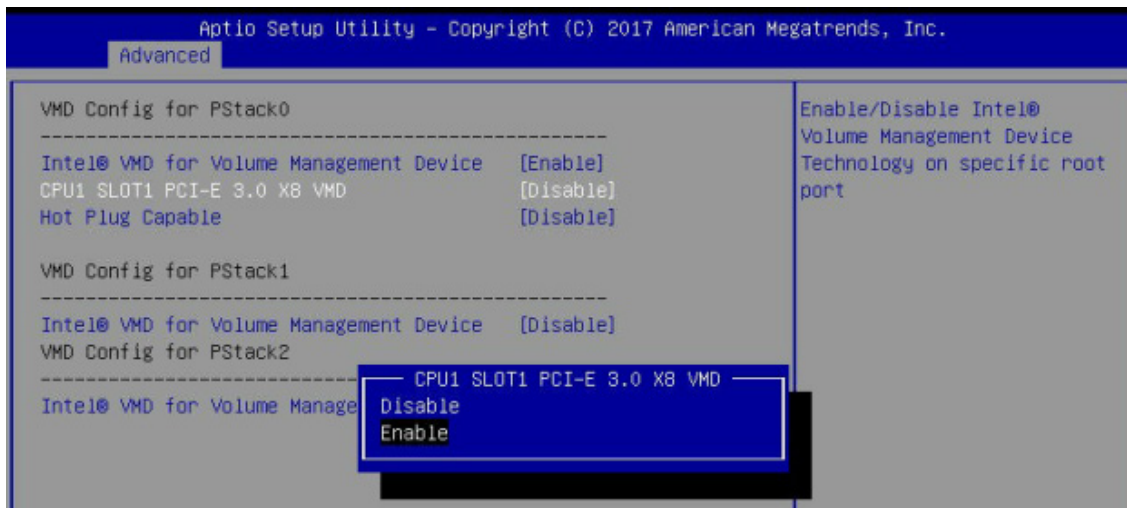 Aptio Setup Utility – Copyright (C) 2017 American Megatrends, Inc.
Advanced
VMD Config for PStack0
Intel® VMD for Volume Management Device [Enable]
CPU1 SLOT1 PCI-E 3.0 X8 VMD [Disable]
Hot Plug Capable [Disable]
VMD Config for PStack1
Intel® VMD for Volume Management Device [Disable]
VMD Config for PStack2
Intel® VMD for Volume Manage
CPU1 SLOT1 PCI-E 3.0 X8 VMD
Disable
Enable
Enable/Disable Intel®
Volume Management Device
Technology on specific root
port